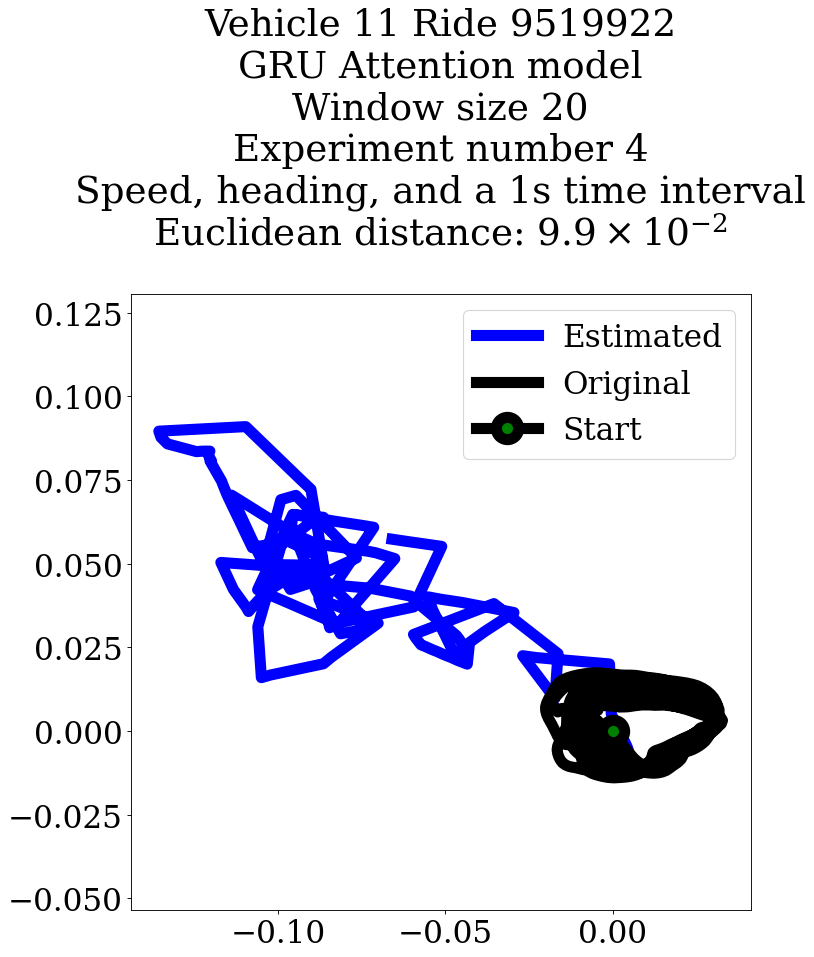 Vehicle 11 Ride 9519922
GRU Attention model
Window size 20
Experiment number 4
Speed, heading, and a 1s time interval
Euclidean distance: 9.9 × 10⁻²
Estimated
Original
Start
0.125
0.100
0.075
0.050
0.025
0.000
−0.025
−0.050
−0.10
−0.05
0.00